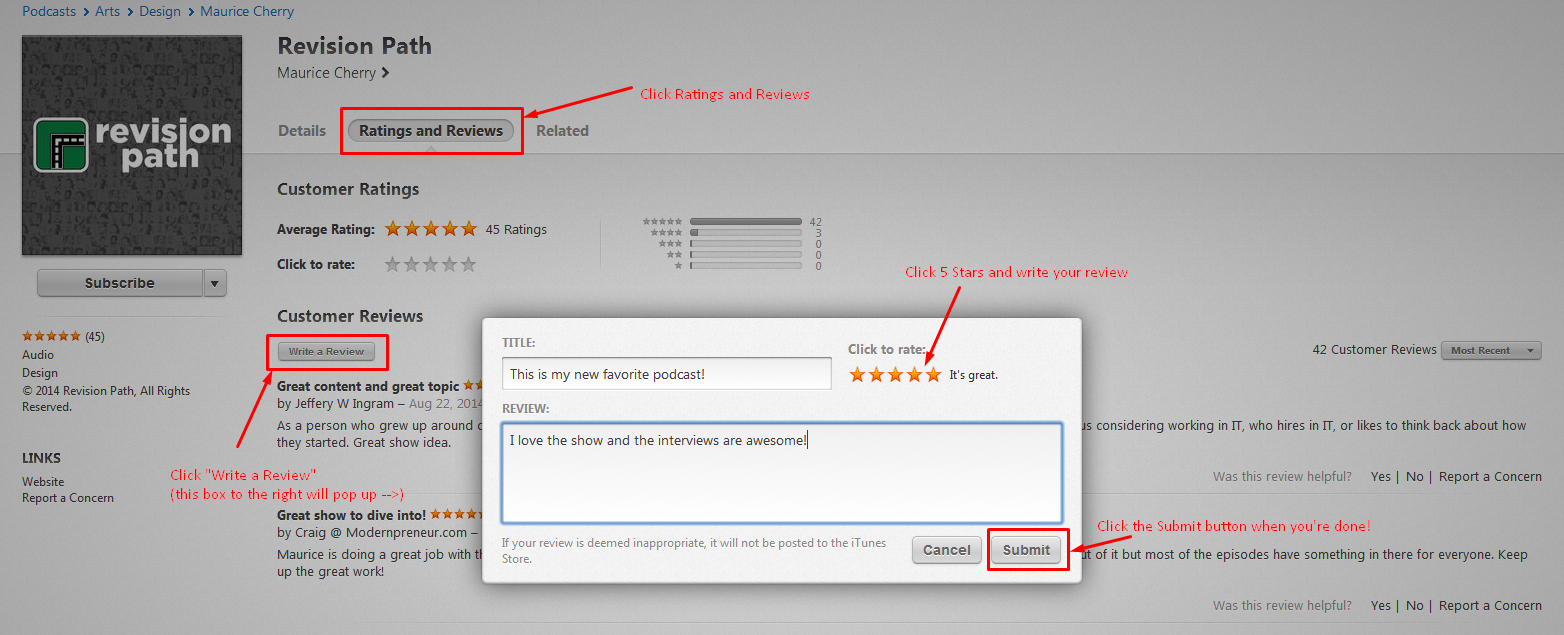 Podcasts > Arts > Design > Maurice Cherry
revision
path
Revision Path
Maurice Cherry >
Click Ratings and Reviews
Details Ratings and Reviews Related
Customer Ratings
Average Rating: 45 Ratings
42
3
0
0
0
Click to rate:
Click 5 Stars and write your review
Subscribe
(45)
Audio
Design
© 2014 Revision Path, All Rights
Reserved.
LINKS
Website
Report a Concern
Customer Reviews
Write a Review
42 Customer Reviews Most Recent
Click "Write a Review"
(this box to the right will pop up -->)
Great content and great topic
by Jeffery W Ingram – Aug 22, 2014
As a person who grew up around
us considering working in IT, who hires in IT, or likes to think back about how
they started. Great show idea.
Was this review helpful? Yes | No | Report a Concern
Great show to dive into!
by Craig @ Modernpreneur.com –
Maurice is doing a great job with
of it but most of the episodes have something in there for everyone. Keep
up the great work!
Was this review helpful? Yes | No | Report a Concern
TITLE:
This is my new favorite podcast!
Click to rate:
It's great.
REVIEW:
I love the show and the interviews are awesome!
If your review is deemed inappropriate, it will not be posted to the iTunes
Store.
Cancel Submit
Click the Submit button when you're done!